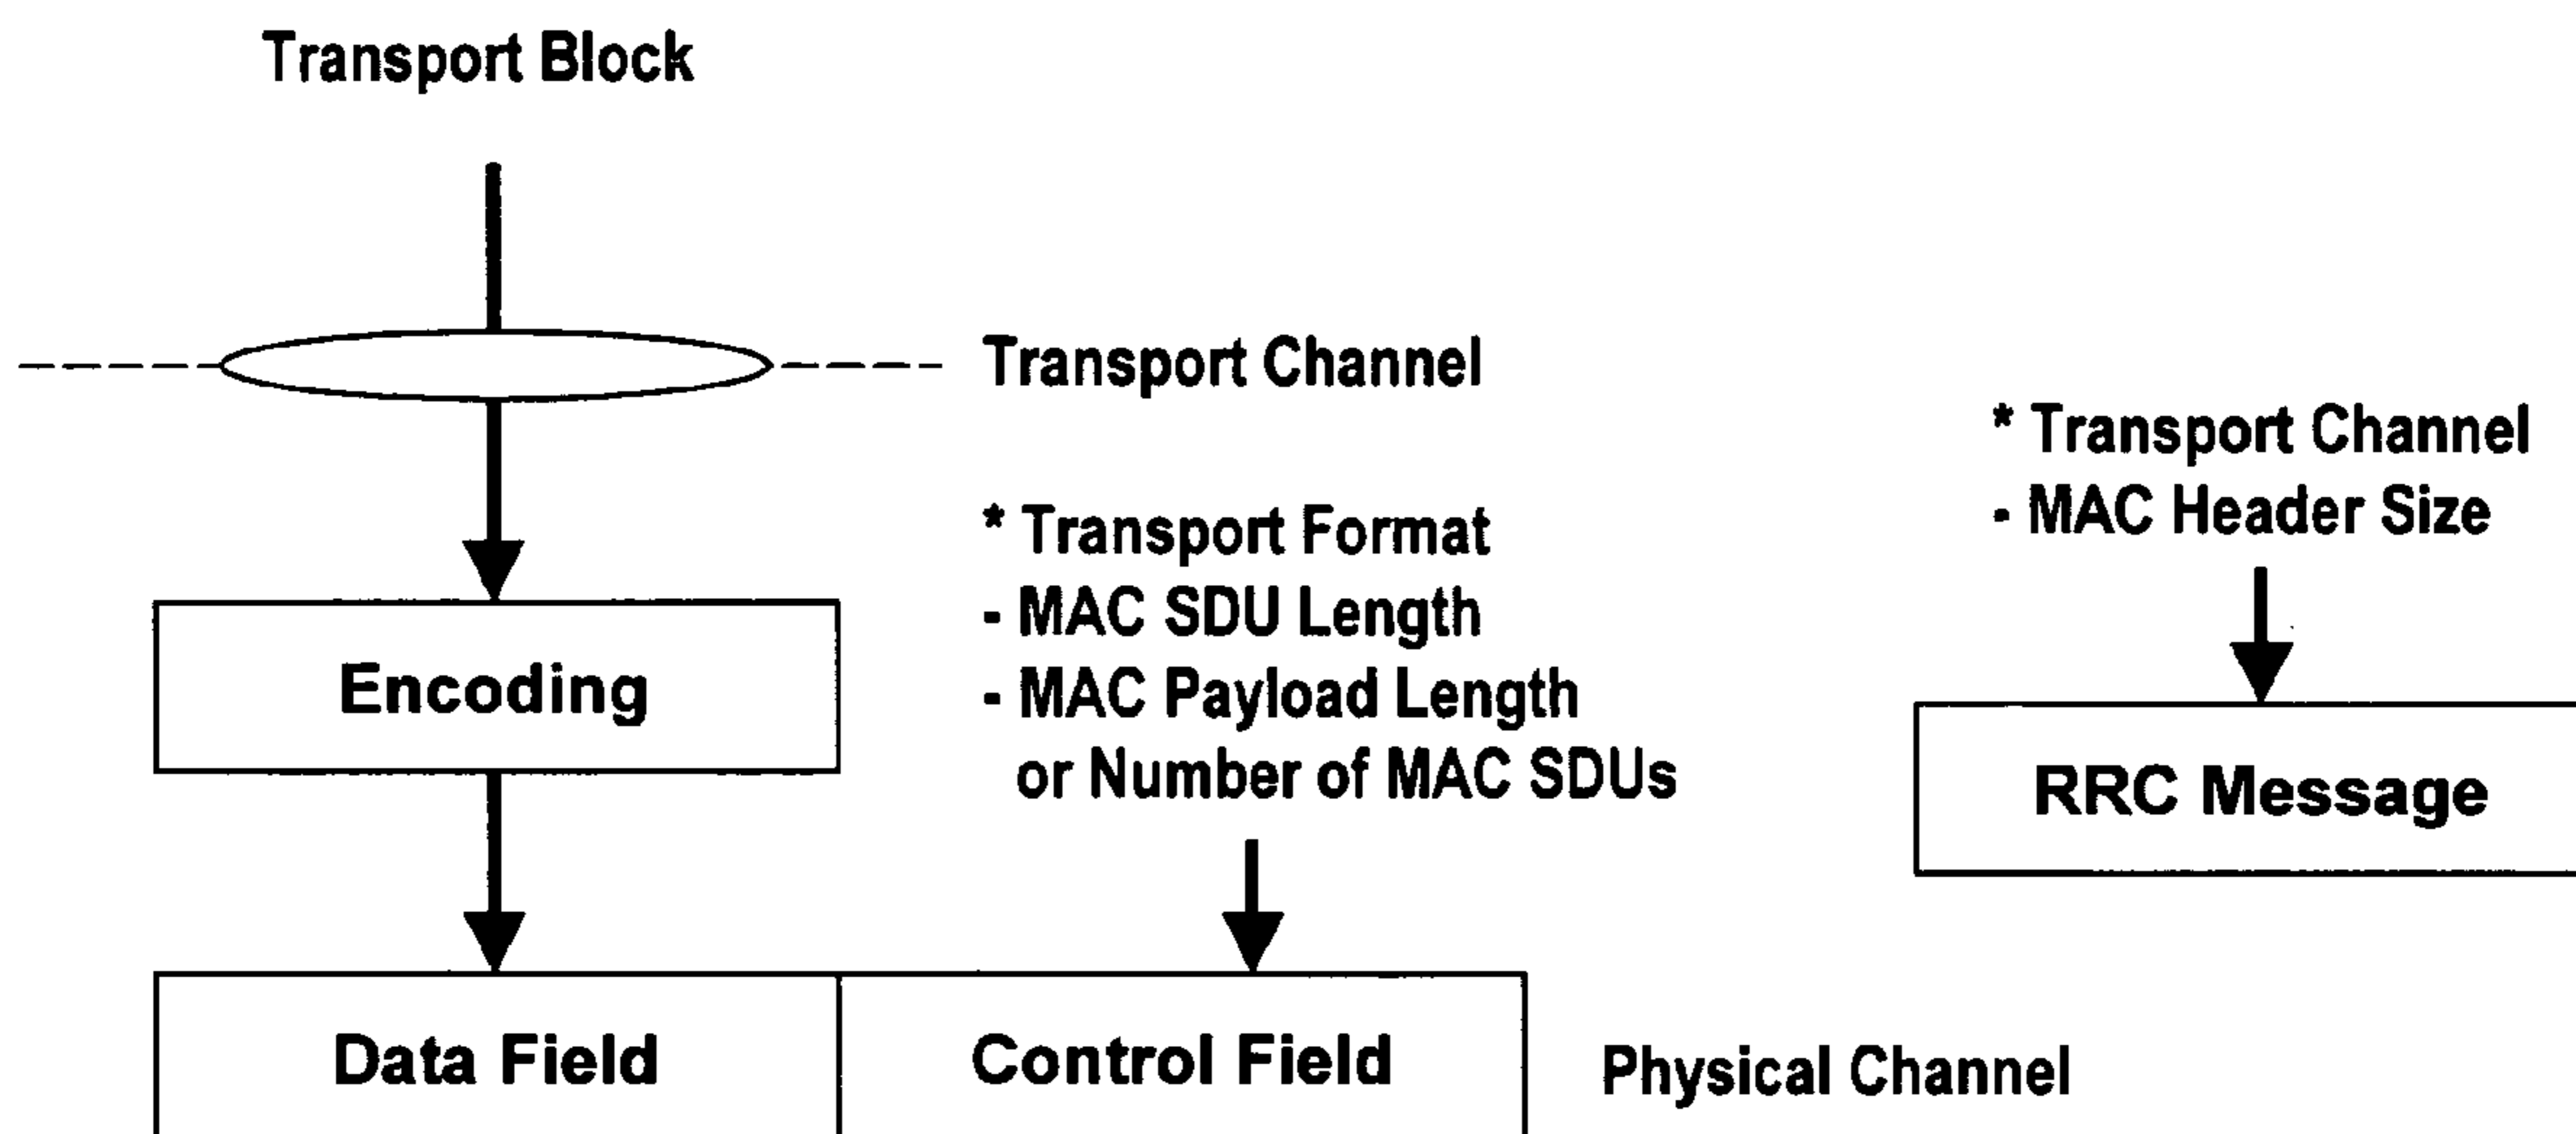 Transport Block
Transport Channel
* Transport Format
- MAC SDU Length
- MAC Payload Length
or Number of MAC SDUs
* Transport Channel
- MAC Header Size
Encoding
RRC Message
Data Field
Control Field
Physical Channel